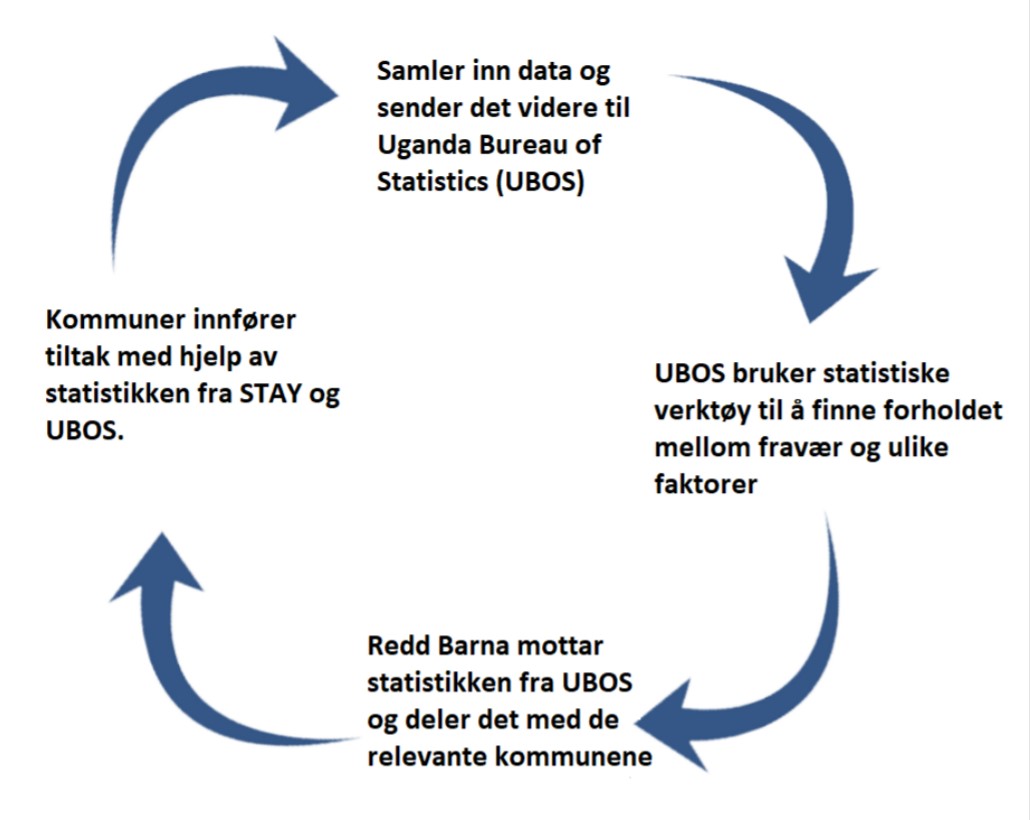 Samler inn data og
sender det videre til
Uganda Bureau of
Statistics (UBOS)
UBOS bruker statistiske
verktøy til å finne forholdet
mellom fravær og ulike
faktorer
Redd Barna mottar
statistikken fra UBOS
og deler det med de
relevante kommunene
Kommuner innfører
tiltak med hjelp av
statistikken fra STAY og
UBOS.